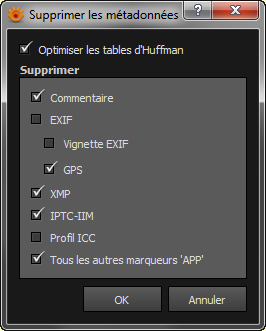 Supprimer les métadonnées
Optimiser les tables d'Huffman
Supprimer
Commentaire
EXIF
Vignette EXIF
GPS
XMP
IPTC-IIM
Profil ICC
Tous les autres marqueurs 'APP'
OK
Annuler